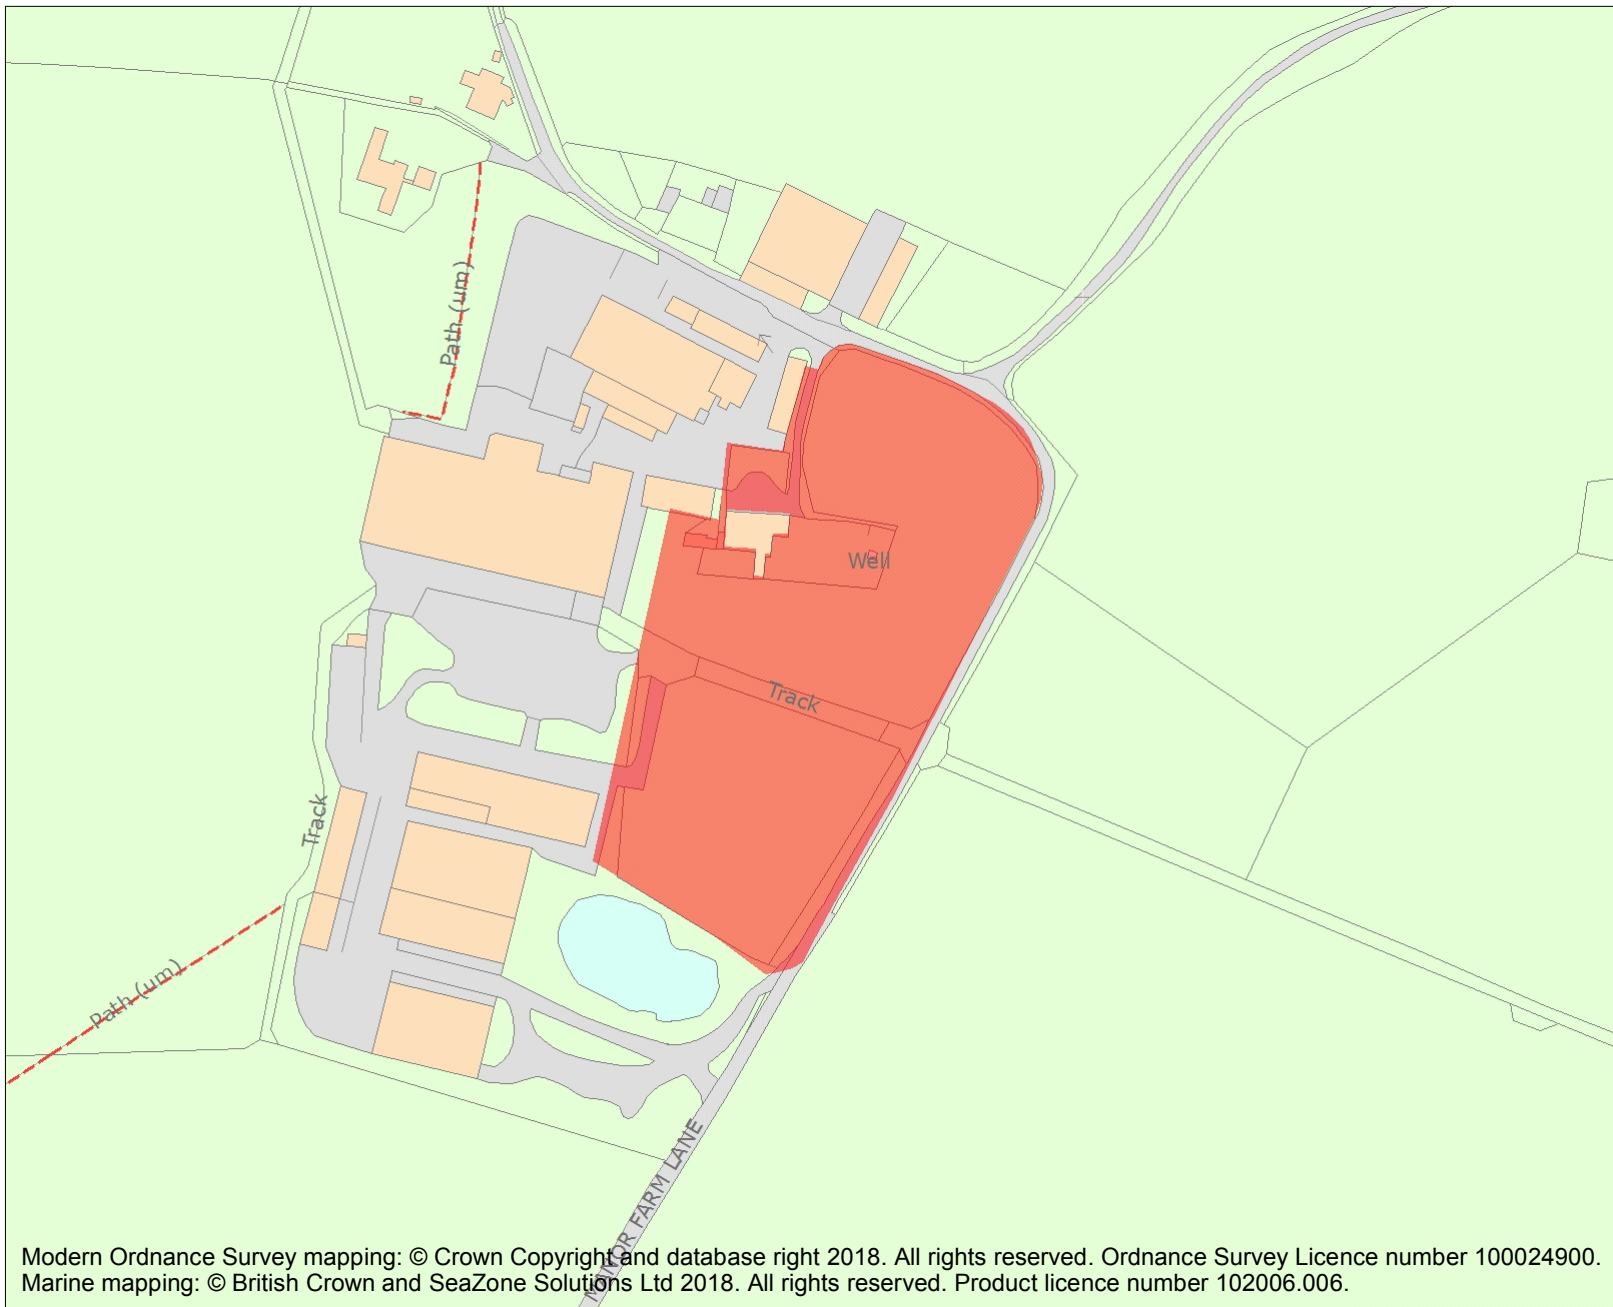 Path (um)
Well
Track
Track
Path (um)
MANOR FARM LANE
Modern Ordnance Survey mapping: © Crown Copyright and database right 2018. All rights reserved. Ordnance Survey Licence number 100024900.
Marine mapping: © British Crown and SeaZone Solutions Ltd 2018. All rights reserved. Product licence number 102006.006.